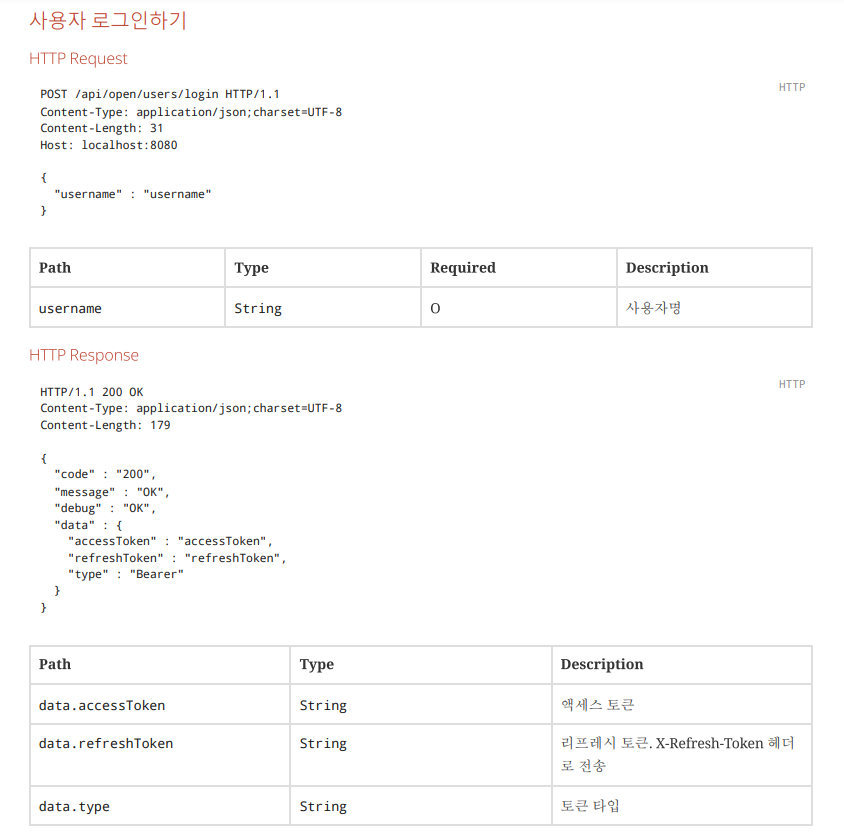 사용자 로그인하기
HTTP Request
HTTP
POST /api/open/users/login HTTP/1.1
Content-Type: application/json;charset=UTF-8
Content-Length: 31
Host: localhost:8080
{
"username" : "username"
}
Path Type Required Description
username String O 사용자명
HTTP Response
HTTP
HTTP/1.1 200 OK
Content-Type: application/json;charset=UTF-8
Content-Length: 179
{
"code" : "200",
"message" : "OK",
"debug" : "OK",
"data" : {
"accessToken" : "accessToken",
"refreshToken" : "refreshToken",
"type" : "Bearer"
}
}
Path Type Description
data.accessToken String 액세스 토큰
data.refreshToken String 리프레시 토큰. X-Refresh-Token 헤더
로 전송
data.type String 토큰 타입